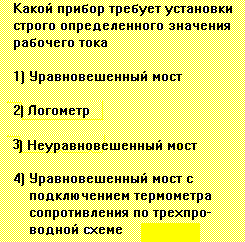 Какой прибор требует установки
строго определенного значения
рабочего тока
1) Уравновешенный мост
2) Логометр
3) Неуравновешенный мост
4) Уравновешенный мост с
подключением термометра
сопротивления по трехпро-
водной схеме